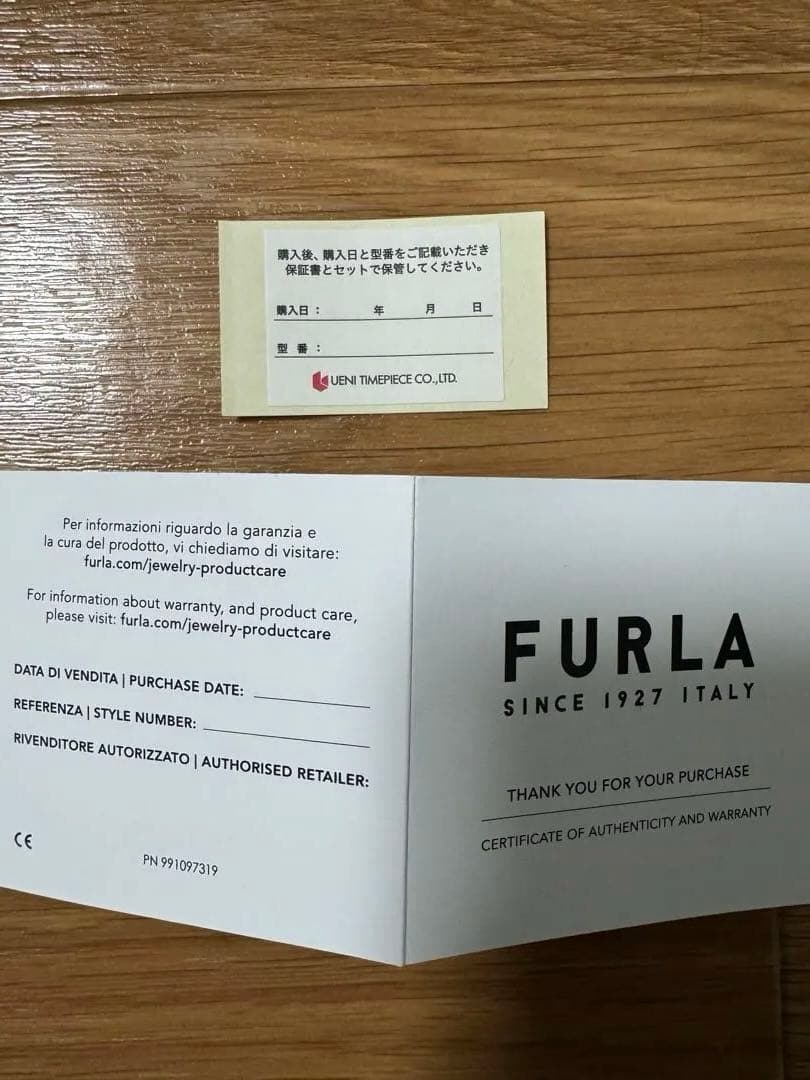 購入後、購入日と型番をご記載いただき
保証書とセットで保管してください。
購入日： 年 月 日
型 番：
UENI TIMEPIECE CO.,LTD.
Per informazioni riguardo la garanzia e
la cura del prodotto, vi chiediamo di visitare:
furla.com/jewelry-productcare
For information about warranty, and product care,
please visit: furla.com/jewelry-productcare
DATA DI VENDITA | PURCHASE DATE:
REFERENZA | STYLE NUMBER:
RIVENDITORE AUTORIZZATO | AUTHORISED RETAILER:
CE
PN 991097319
FURLA
SINCE 1927 ITALY
THANK YOU FOR YOUR PURCHASE
CERTIFICATE OF AUTHENTICITY AND WARRANTY